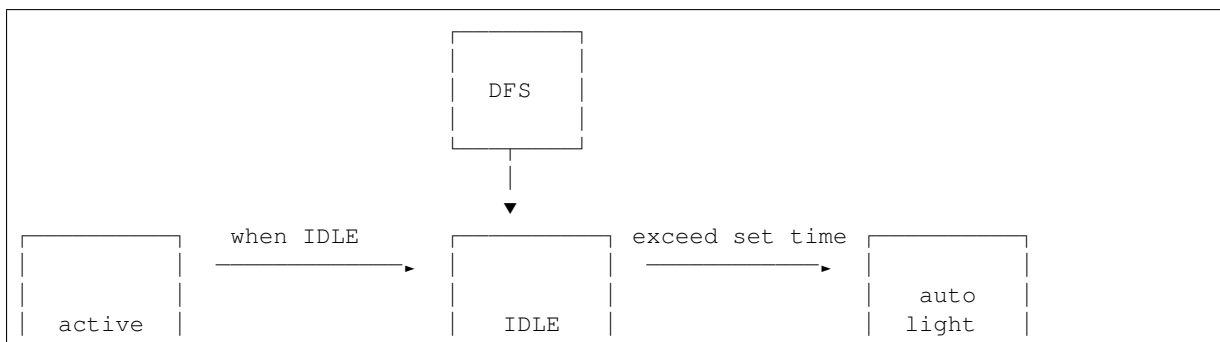 DFS
when IDLE
exceed set time
auto
active
IDLE
light